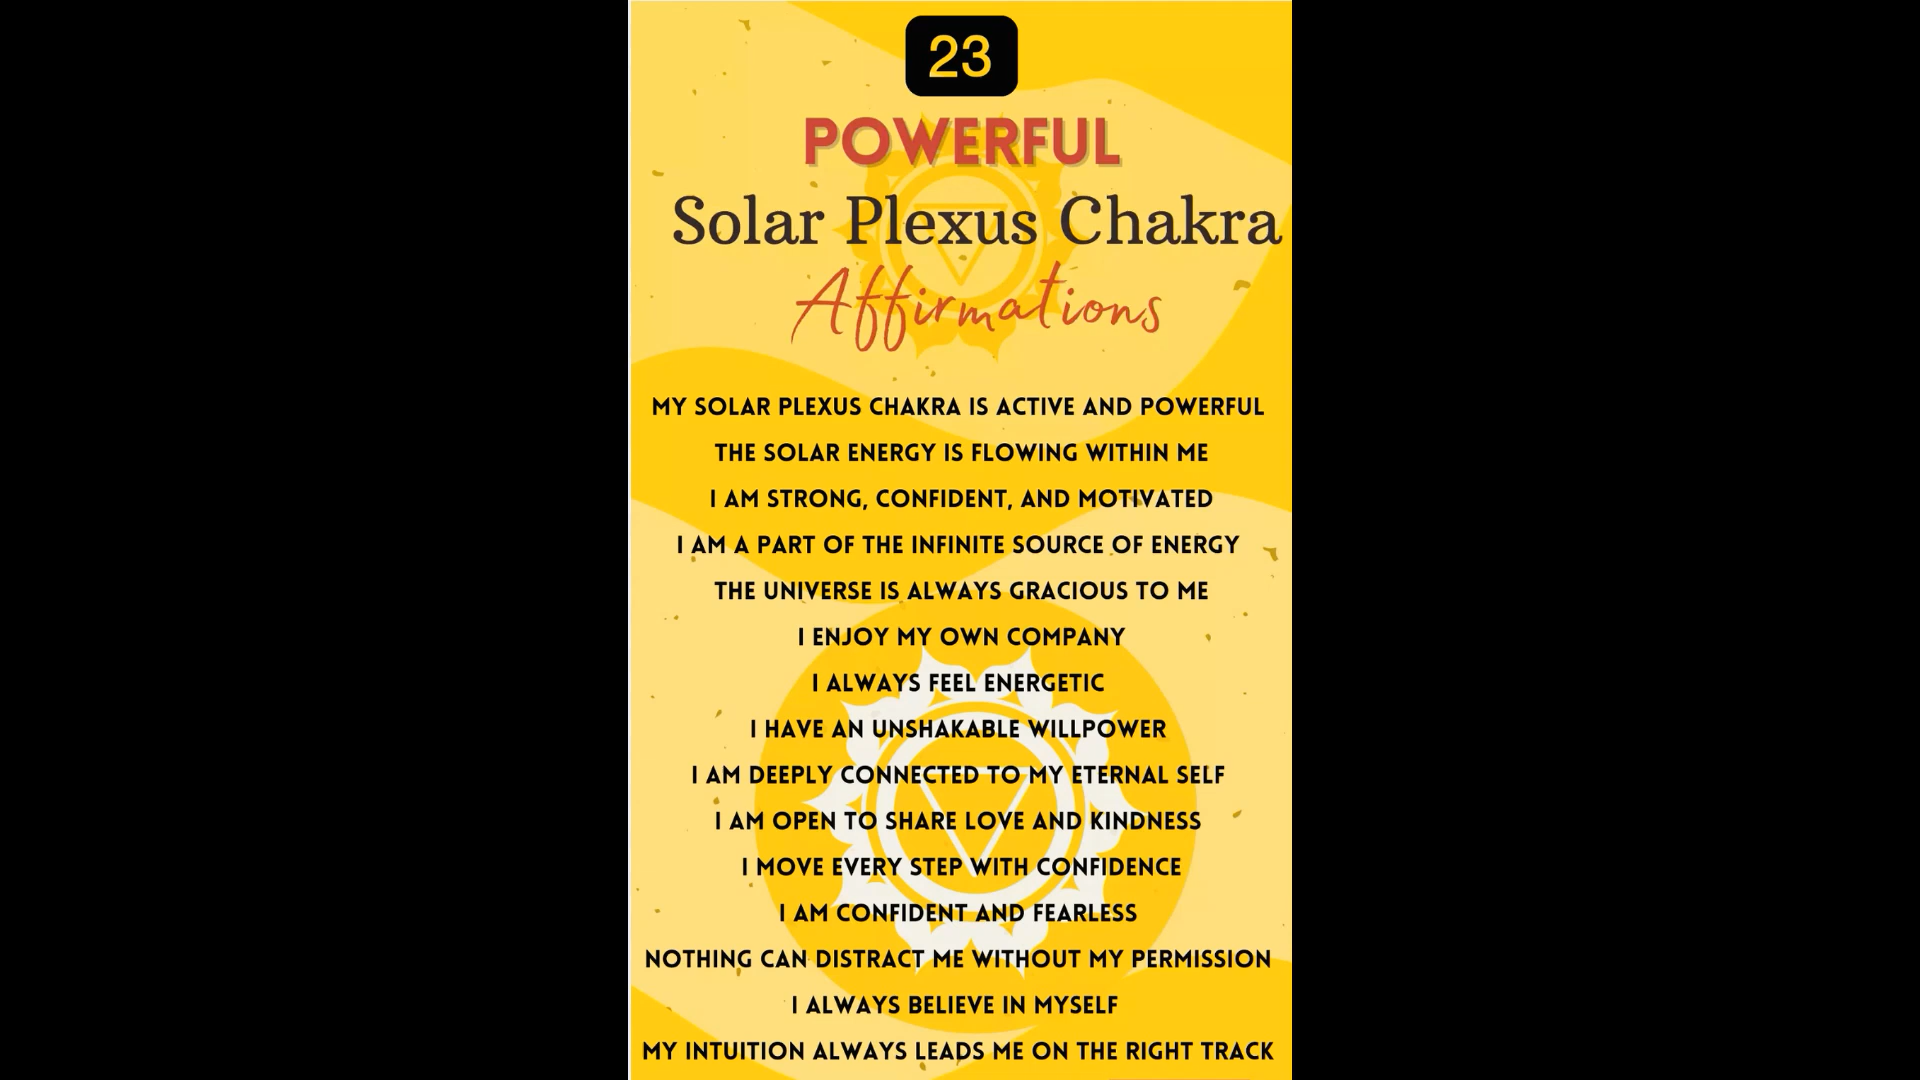 23
POWERFUL
Solar Plexus Chakra
Affirmations
MY SOLAR PLEXUS CHAKRA IS ACTIVE AND POWERFUL
THE SOLAR ENERGY IS FLOWING WITHIN ME
I AM STRONG, CONFIDENT, AND MOTIVATED
I AM A PART OF THE INFINITE SOURCE OF ENERGY
THE UNIVERSE IS ALWAYS GRACIOUS TO ME
I ENJOY MY OWN COMPANY
I ALWAYS FEEL ENERGETIC
I HAVE AN UNSHAKABLE WILLPOWER
I AM DEEPLY CONNECTED TO MY ETERNAL SELF
I AM OPEN TO SHARE LOVE AND KINDNESS
I MOVE EVERY STEP WITH CONFIDENCE
I AM CONFIDENT AND FEARLESS
NOTHING CAN DISTRACT ME WITHOUT MY PERMISSION
I ALWAYS BELIEVE IN MYSELF
MY INTUITION ALWAYS LEADS ME ON THE RIGHT TRACK